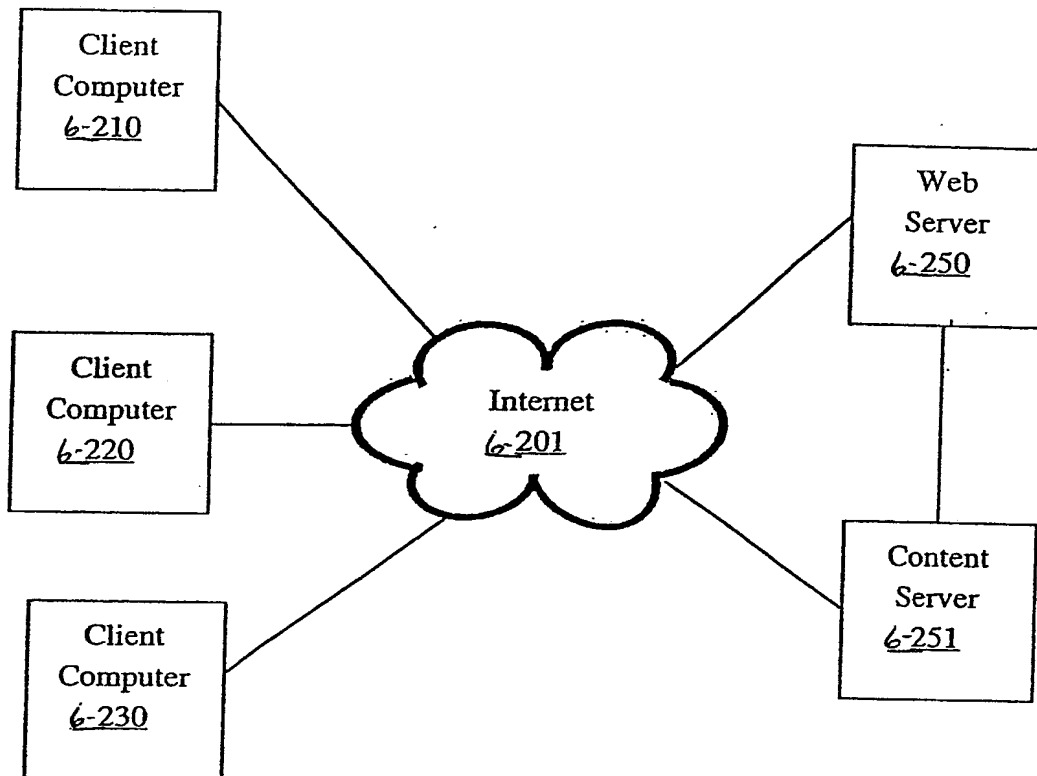 Client
Computer
6-210
Client
Computer
6-220
Client
Computer
6-230
Internet
6-201
Web
Server
6-250
Content
Server
6-251